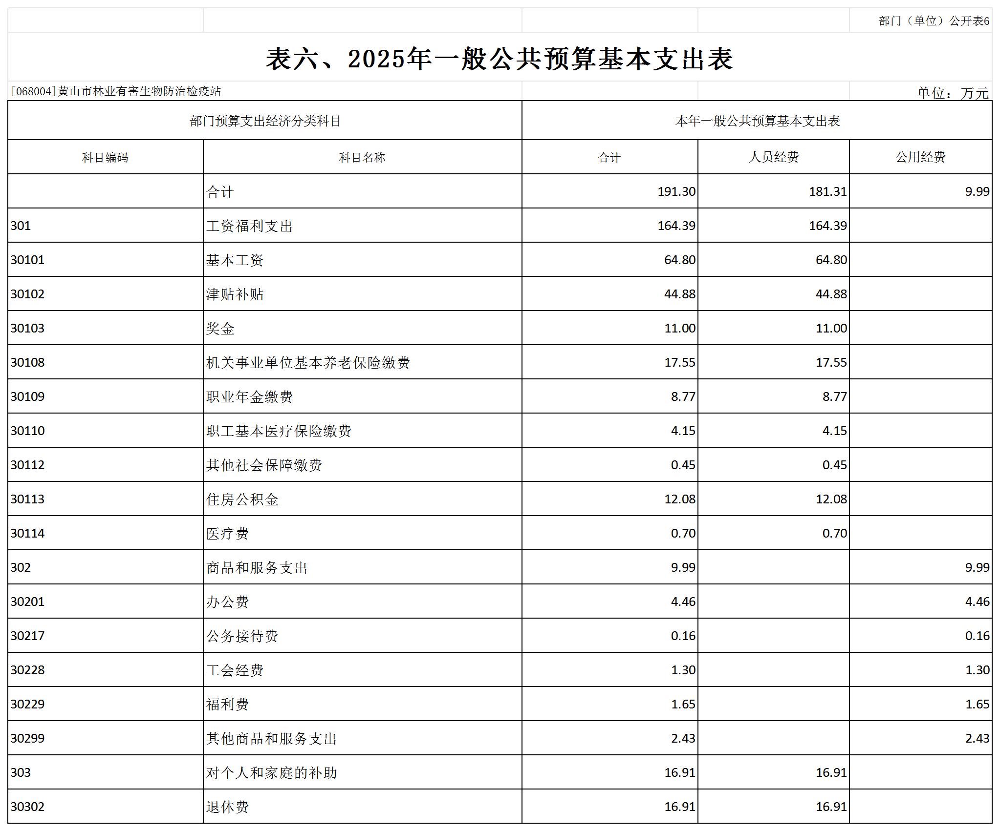 部门（单位）公开表6
表六、2025年一般公共预算基本支出表
[068004]黄山市林业有害生物防治检疫站 单位：万元
部门预算支出经济分类科目 本年一般公共预算基本支出表
科目编码 科目名称 合计 人员经费 公用经费
合计 191.30 181.31 9.99
301 工资福利支出 164.39 164.39
30101 基本工资 64.80 64.80
30102 津贴补贴 44.88 44.88
30103 奖金 11.00 11.00
30108 机关事业单位基本养老保险缴费 17.55 17.55
30109 职业年金缴费 8.77 8.77
30110 职工基本医疗保险缴费 4.15 4.15
30112 其他社会保障缴费 0.45 0.45
30113 住房公积金 12.08 12.08
30114 医疗费 0.70 0.70
302 商品和服务支出 9.99 9.99
30201 办公费 4.46 4.46
30217 公务接待费 0.16 0.16
30228 工会经费 1.30 1.30
30229 福利费 1.65 1.65
30299 其他商品和服务支出 2.43 2.43
303 对个人和家庭的补助 16.91 16.91
30302 退休费 16.91 16.91